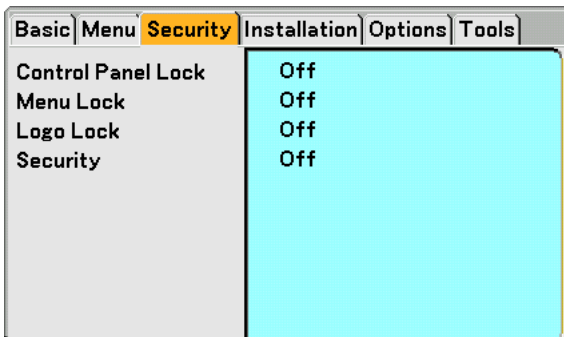 Basic Menu Security Installation Options Tools
Control Panel Lock Off
Menu Lock Off
Logo Lock Off
Security Off